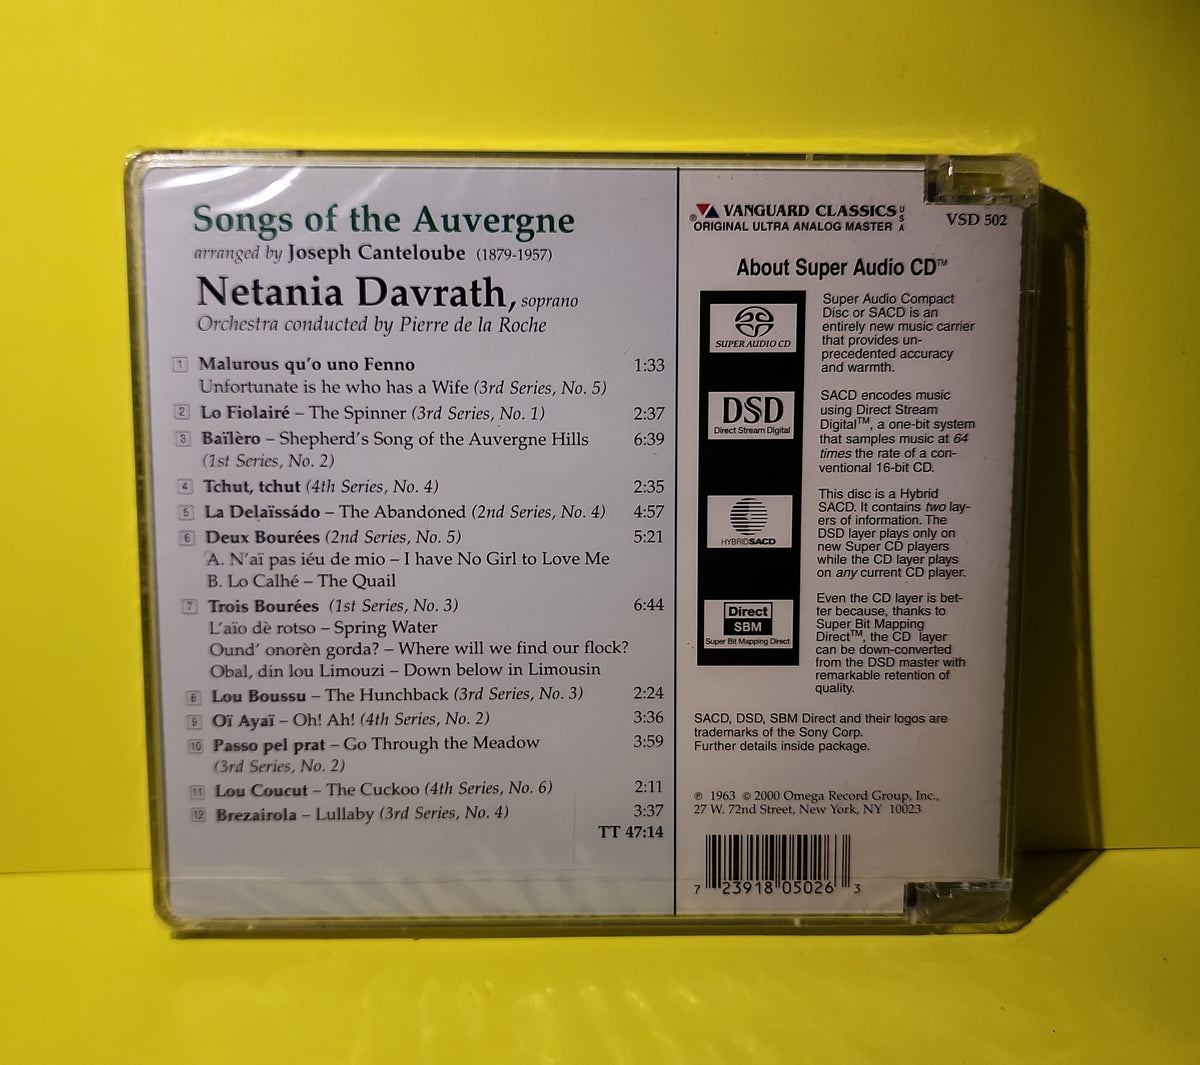 Songs of the Auvergne
arranged by Joseph Canteloube (1879-1957)
Netania Davrath, soprano
Orchestra conducted by Pierre de la Roche
1 Malurous qu'o uno Fenno 1:33
Unfortunate is he who has a Wife (3rd Series, No. 5)
2 Lo Fiolairé – The Spinner (3rd Series, No. 1) 2:37
3 Baïlèro – Shepherd's Song of the Auvergne Hills 6:39
(1st Series, No. 2)
4 Tchut, tchut (4th Series, No. 4) 2:35
5 La Delaïssádo – The Abandoned (2nd Series, No. 4) 4:57
6 Deux Bourées (2nd Series, No. 5) 5:21
A. N'aï pas iéu de mio – I have No Girl to Love Me
B. Lo Calhé – The Quail
7 Trois Bourées (1st Series, No. 3) 6:44
L'aïo dè rotso – Spring Water
Ound' onorèn gorda? – Where will we find our flock?
Obal, din lou Limouzi – Down below in Limousin
8 Lou Boussu – The Hunchback (3rd Series, No. 3) 2:24
9 Oï Ayaï – Oh! Ah! (4th Series, No. 2) 3:36
10 Passo pel prat – Go Through the Meadow 3:59
(3rd Series, No. 2)
11 Lou Coucut – The Cuckoo (4th Series, No. 6) 2:11
12 Brezairola – Lullaby (3rd Series, No. 4) 3:37
TT 47:14
® VANGUARD CLASSICS USA
ORIGINAL ULTRA ANALOG MASTER
VSD 502
About Super Audio CD™
SUPER AUDIO CD
DSD
Direct Stream Digital
HYBRID SACD
Direct
SBM
Super Bit Mapping Direct
Super Audio Compact
Disc or SACD is an
entirely new music carrier
that provides un-
precedented accuracy
and warmth.
SACD encodes music
using Direct Stream
Digital™, a one-bit system
that samples music at 64
times the rate of a con-
ventional 16-bit CD.
This disc is a Hybrid
SACD. It contains two lay-
ers of information. The
DSD layer plays only on
new Super CD players
while the CD layer plays
on any current CD player.
Even the CD layer is bet-
ter because, thanks to
Super Bit Mapping
Direct™, the CD layer
can be down-converted
from the DSD master with
remarkable retention of
quality.
SACD, DSD, SBM Direct and their logos are
trademarks of the Sony Corp.
Further details inside package.
℗ 1963 © 2000 Omega Record Group, Inc.,
27 W. 72nd Street, New York, NY 10023
7 23918 05026 3